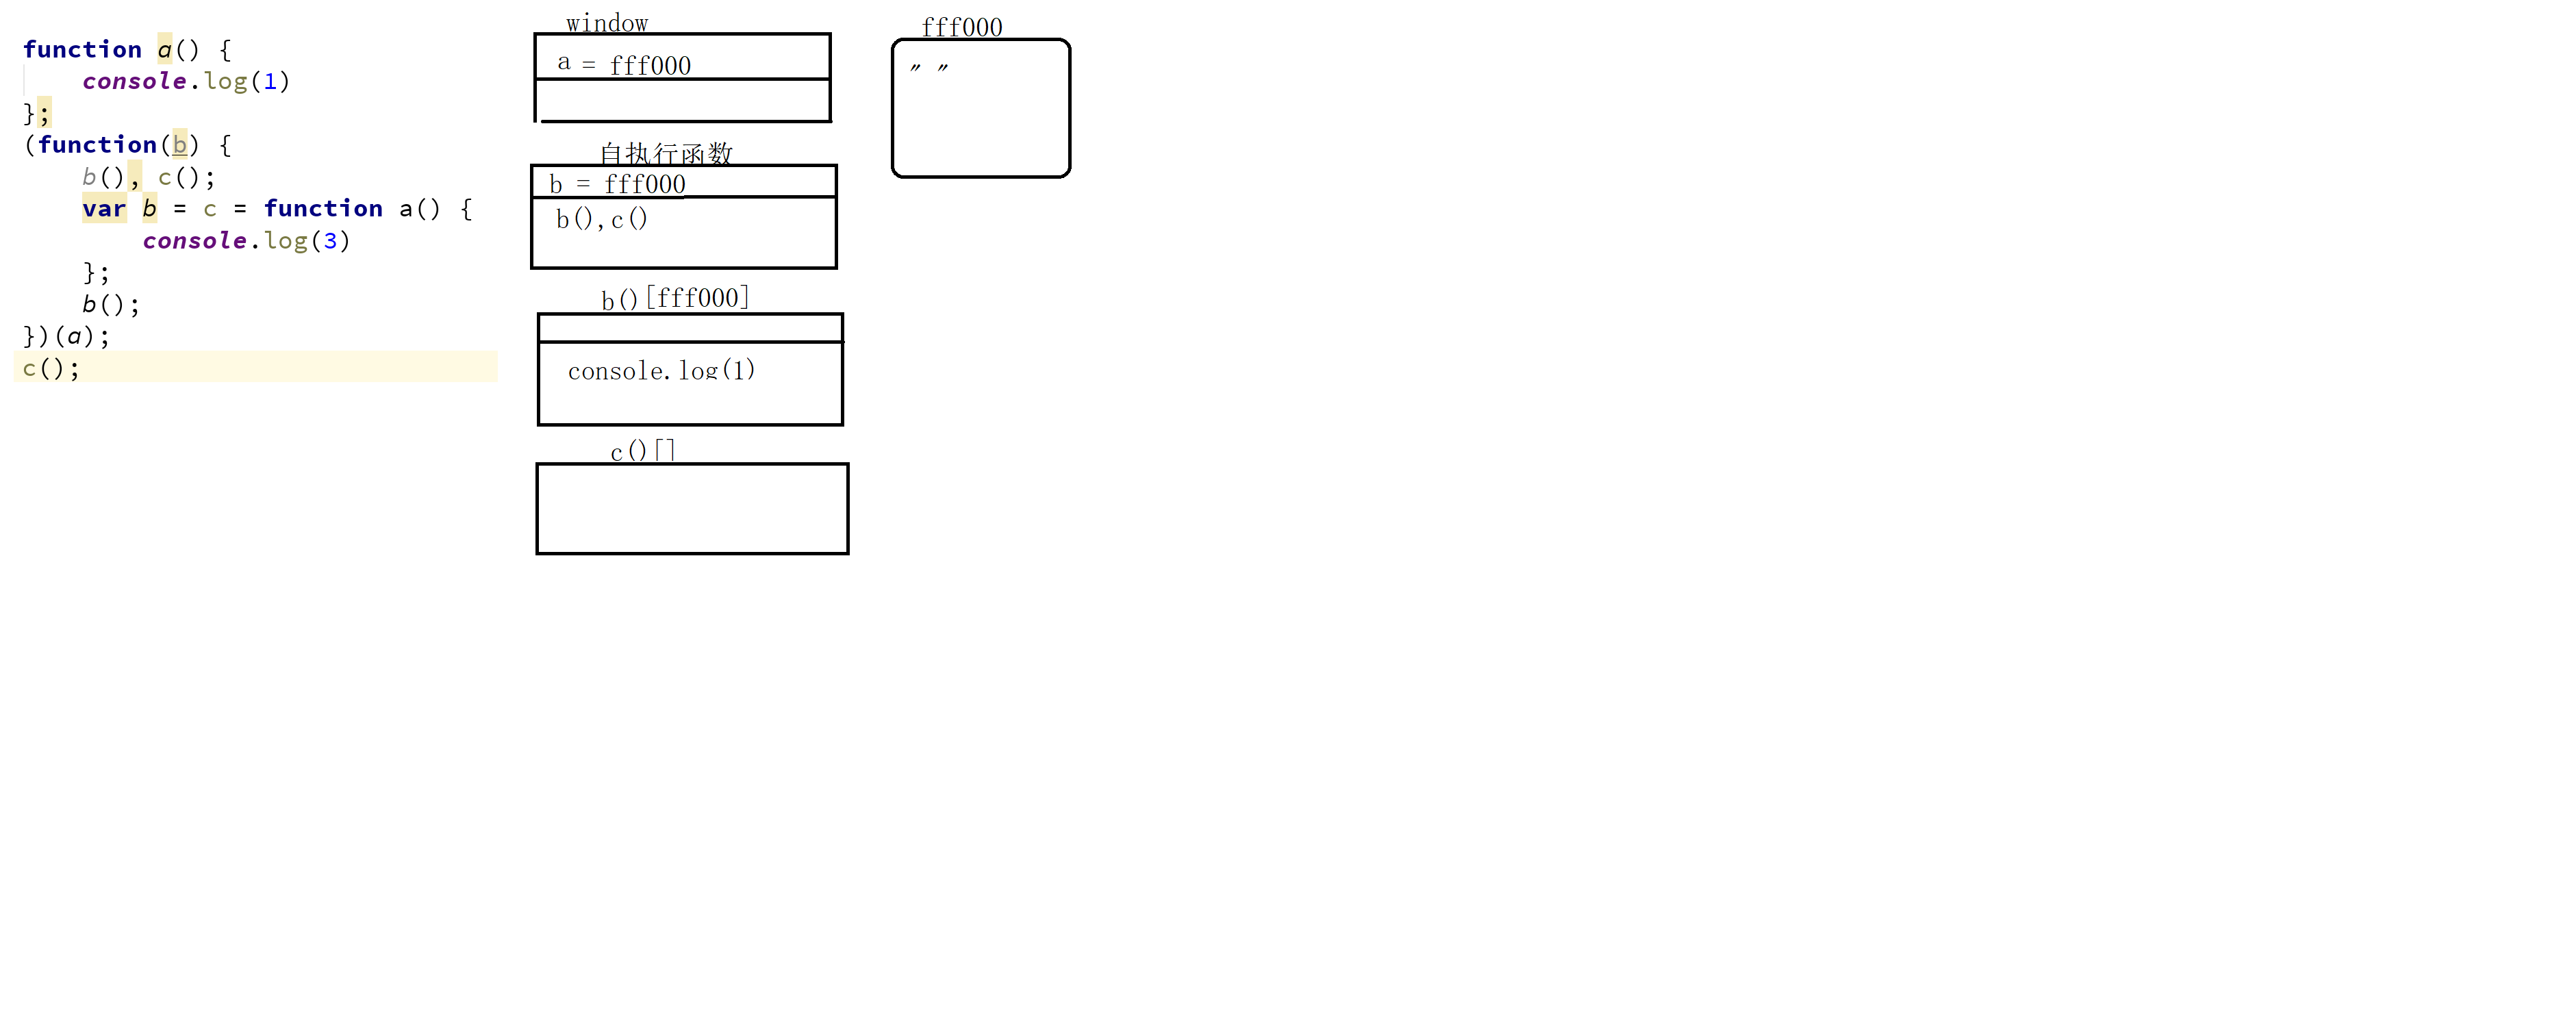 function a() {
    console.log(1)
};
(function(b) {
    b(), c();
    var b = c = function a() {
        console.log(3)
    };
    b();
})(a);
c();
window
a = fff000
自执行函数
b = fff000
b(),c()
b()[fff000]
console.log(1)
c()[]
fff000
" "